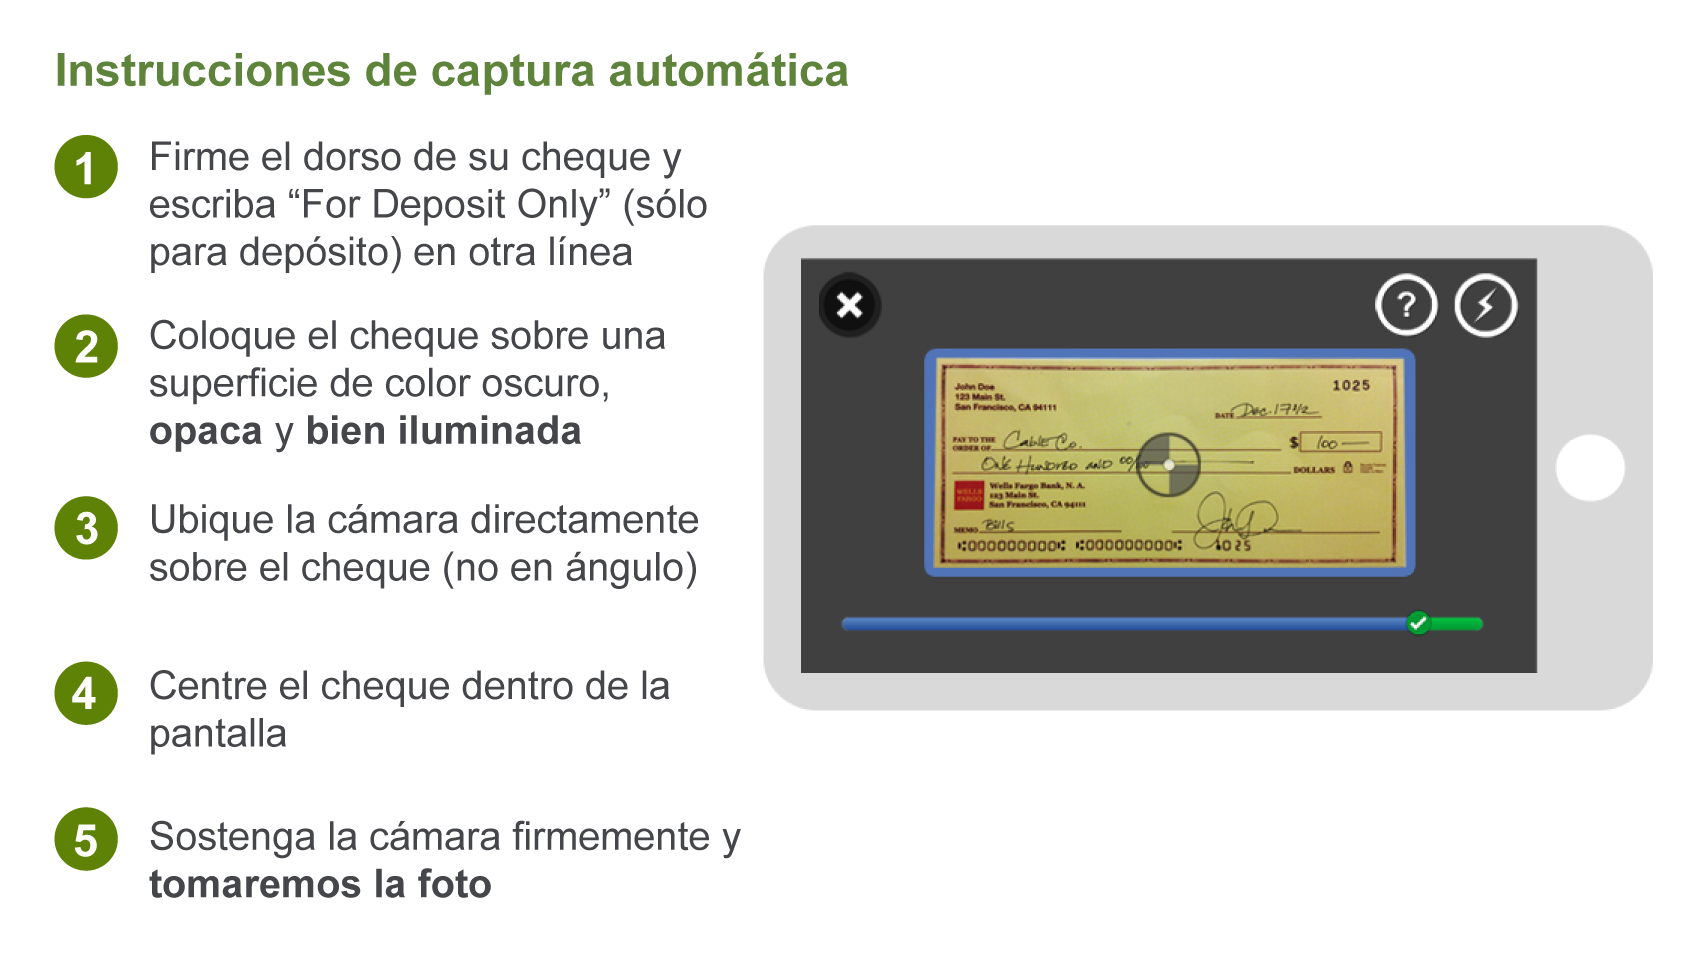 Instrucciones de captura automática
1
Firme el dorso de su cheque y
escriba “For Deposit Only” (sólo
para depósito) en otra línea
2
Coloque el cheque sobre una
superficie de color oscuro,
opaca y bien iluminada
3
Ubique la cámara directamente
sobre el cheque (no en ángulo)
4
Centre el cheque dentro de la
pantalla
5
Sostenga la cámara firmemente y
tomaremos la foto
?
John Doe
123 Main St.
San Francisco, CA 94111
1025
DATE Dec. 17
PAY TO THE
ORDER OF Cable Co. $ 100
One Hundred and 00/ DOLLARS
WELLS
FARGO
Wells Fargo Bank, N. A.
123 Main St.
San Francisco, CA 94111
MEMO Bills
⑆000000000⑆ ⑆000000000⑆ 1025